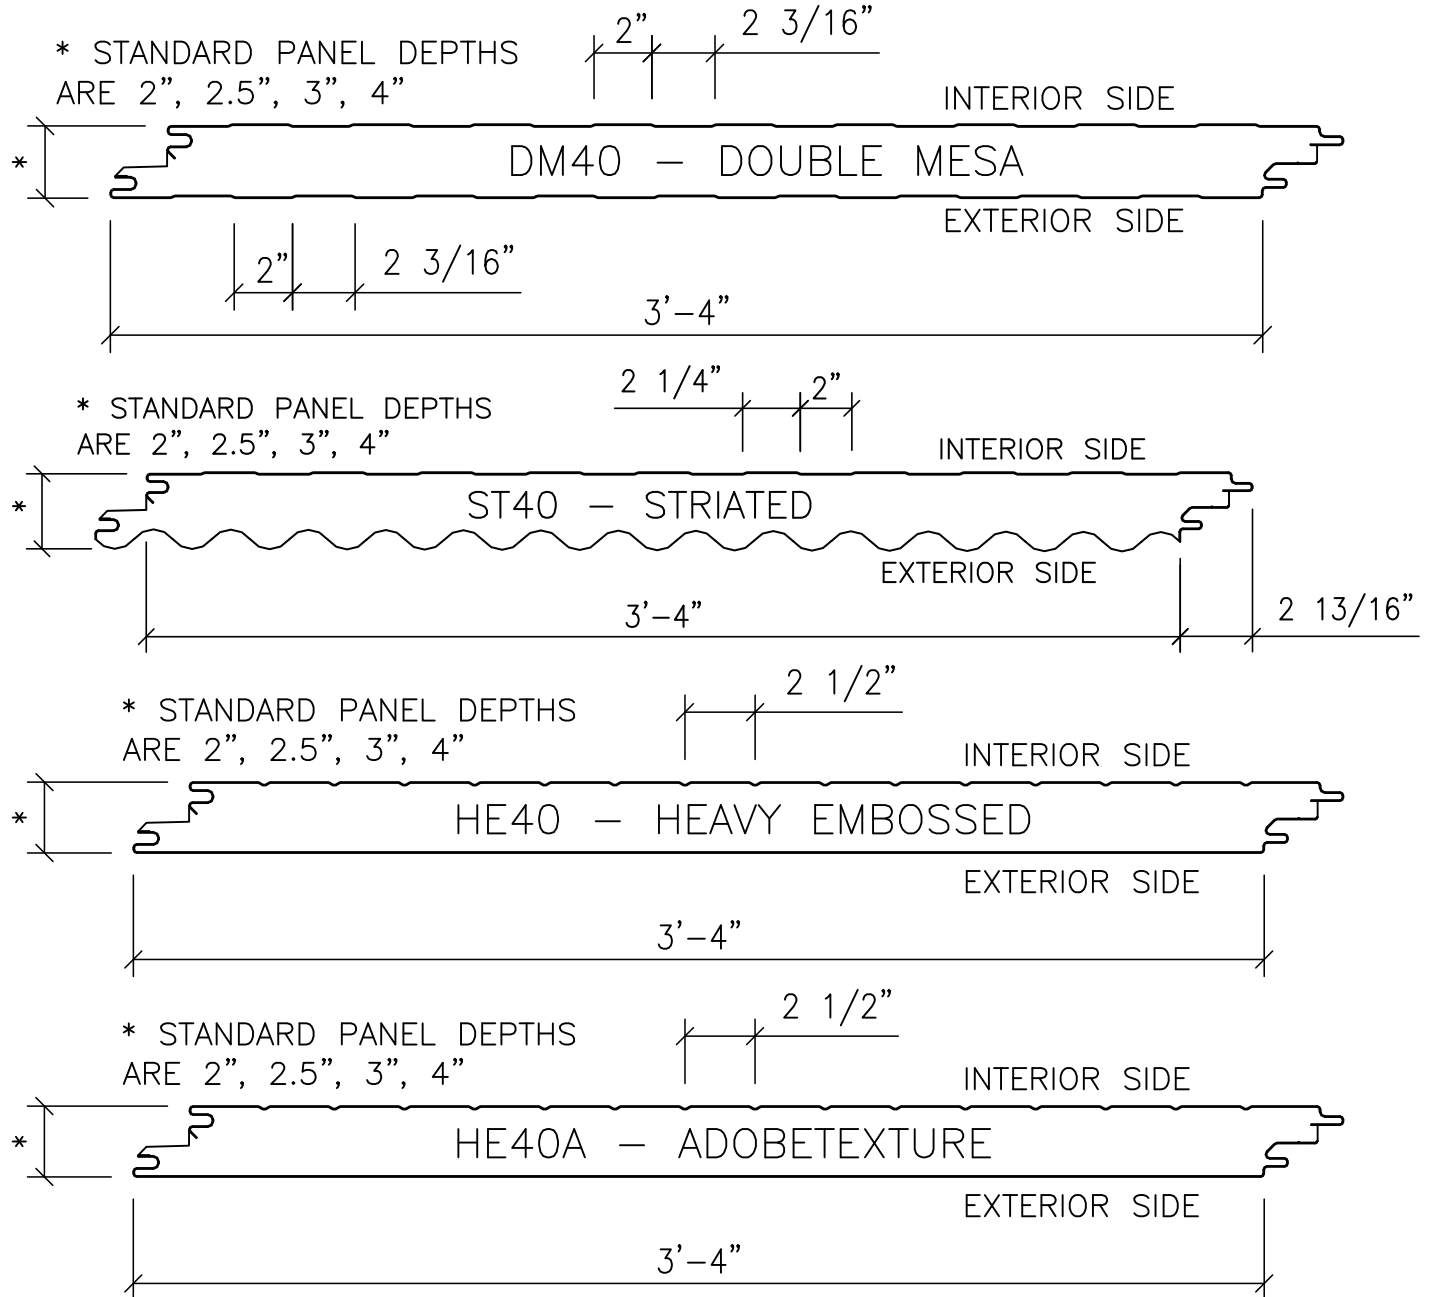 2” 2 3/16”
* STANDARD PANEL DEPTHS
ARE 2”, 2.5”, 3”, 4”
INTERIOR SIDE
*
DM40 – DOUBLE MESA
EXTERIOR SIDE
2” 2 3/16”
3’–4”
2 1/4” 2”
* STANDARD PANEL DEPTHS
ARE 2”, 2.5”, 3”, 4”
INTERIOR SIDE
*
ST40 – STRIATED
EXTERIOR SIDE
3’–4” 2 13/16”
2 1/2”
* STANDARD PANEL DEPTHS
ARE 2”, 2.5”, 3”, 4”
INTERIOR SIDE
*
HE40 – HEAVY EMBOSSED
EXTERIOR SIDE
3’–4”
2 1/2”
* STANDARD PANEL DEPTHS
ARE 2”, 2.5”, 3”, 4”
INTERIOR SIDE
*
HE40A – ADOBETEXTURE
EXTERIOR SIDE
3’–4”